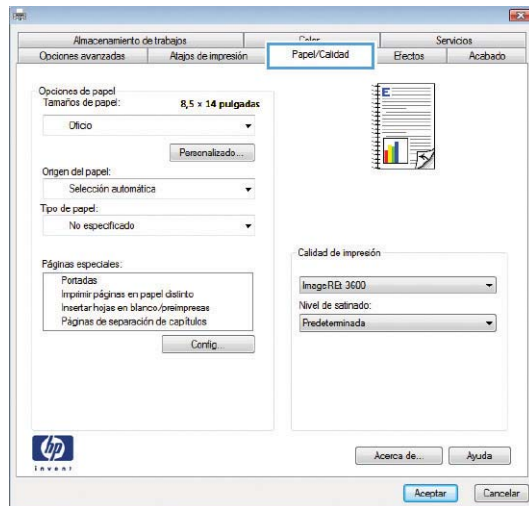 Almacenamiento de trabajos
Color
Servicios
Opciones avanzadas
Atajos de impresión
Papel/Calidad
Efectos
Acabado
Opciones de papel
Tamaños de papel:
8,5 × 14 pulgadas
Oficio
Personalizado...
Origen del papel:
Selección automática
Tipo de papel:
No especificado
Páginas especiales:
Portadas
Imprimir páginas en papel distinto
Insertar hojas en blanco/preimpresas
Páginas de separación de capítulos
Config...
E
Calidad de impresión
ImageREt 3600
Nivel de satinado:
Predeterminada
hp
invent
Acerca de...
Ayuda
Aceptar
Cancelar